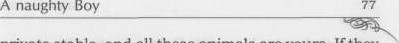 A naughty Boy 77
private stable, and all these animals are yours. If they